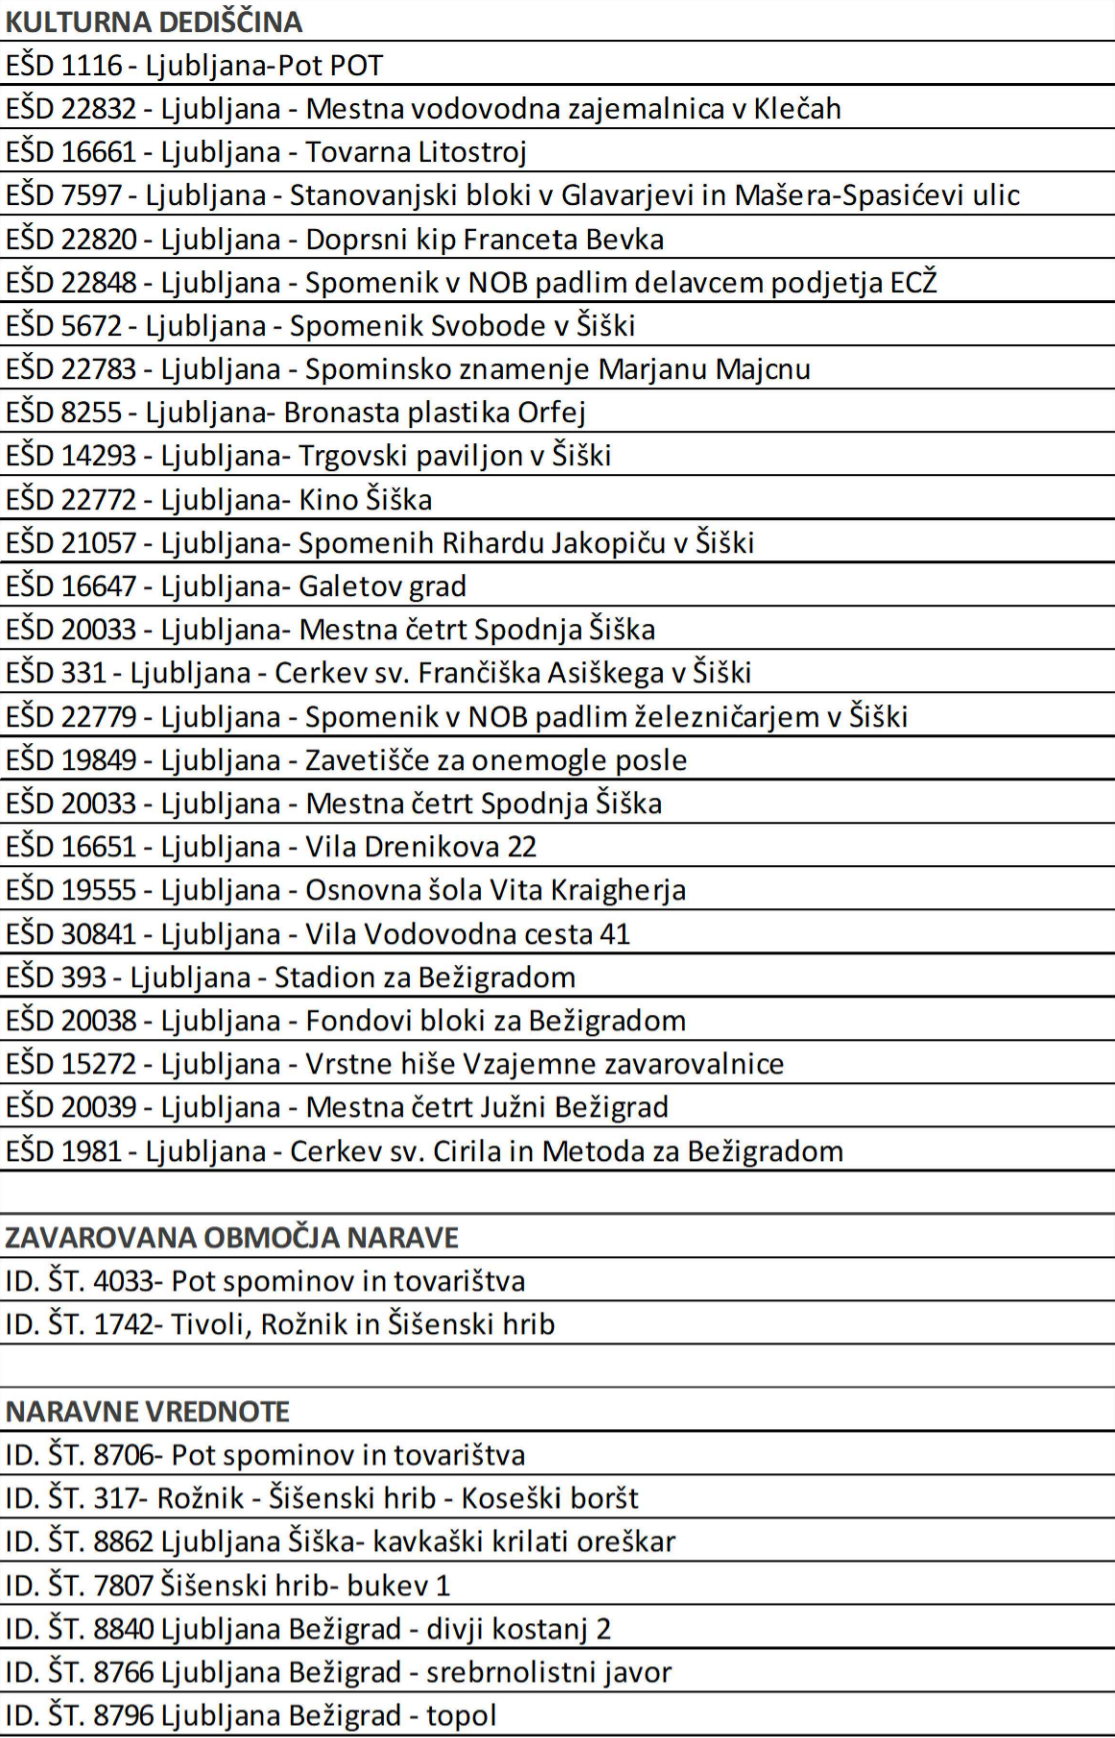 KULTURNA DEDIŠČINA
EŠD 1116 - Ljubljana-Pot POT
EŠD 22832 - Ljubljana - Mestna vodovodna zajemalnica v Klečah
EŠD 16661 - Ljubljana - Tovarna Litostroj
EŠD 7597 - Ljubljana - Stanovanjski bloki v Glavarjevi in Mašera-Spasićevi ulic
EŠD 22820 - Ljubljana - Doprsni kip Franceta Bevka
EŠD 22848 - Ljubljana - Spomenik v NOB padlim delavcem podjetja ECŽ
EŠD 5672 - Ljubljana - Spomenik Svobode v Šiški
EŠD 22783 - Ljubljana - Spominsko znamenje Marjanu Majcnu
EŠD 8255 - Ljubljana- Bronasta plastika Orfej
EŠD 14293 - Ljubljana- Trgovski paviljon v Šiški
EŠD 22772 - Ljubljana- Kino Šiška
EŠD 21057 - Ljubljana- Spomenih Rihardu Jakopiču v Šiški
EŠD 16647 - Ljubljana- Galetov grad
EŠD 20033 - Ljubljana- Mestna četrt Spodnja Šiška
EŠD 331 - Ljubljana - Cerkev sv. Frančiška Asiškega v Šiški
EŠD 22779 - Ljubljana - Spomenik v NOB padlim železničarjem v Šiški
EŠD 19849 - Ljubljana - Zavetišče za onemogle posle
EŠD 20033 - Ljubljana - Mestna četrt Spodnja Šiška
EŠD 16651 - Ljubljana - Vila Drenikova 22
EŠD 19555 - Ljubljana - Osnovna šola Vita Kraigherja
EŠD 30841 - Ljubljana - Vila Vodovodna cesta 41
EŠD 393 - Ljubljana - Stadion za Bežigradom
EŠD 20038 - Ljubljana - Fondovi bloki za Bežigradom
EŠD 15272 - Ljubljana - Vrstne hiše Vzajemne zavarovalnice
EŠD 20039 - Ljubljana - Mestna četrt Južni Bežigrad
EŠD 1981 - Ljubljana - Cerkev sv. Cirila in Metoda za Bežigradom
ZAVAROVANA OBMOČJA NARAVE
ID. ŠT. 4033- Pot spominov in tovarištva
ID. ŠT. 1742- Tivoli, Rožnik in Šišenski hrib
NARAVNE VREDNOTE
ID. ŠT. 8706- Pot spominov in tovarištva
ID. ŠT. 317- Rožnik - Šišenski hrib - Koseški boršt
ID. ŠT. 8862 Ljubljana Šiška- kavkaški krilati oreškar
ID. ŠT. 7807 Šišenski hrib- bukev 1
ID. ŠT. 8840 Ljubljana Bežigrad - divji kostanj 2
ID. ŠT. 8766 Ljubljana Bežigrad - srebrnolistni javor
ID. ŠT. 8796 Ljubljana Bežigrad - topol